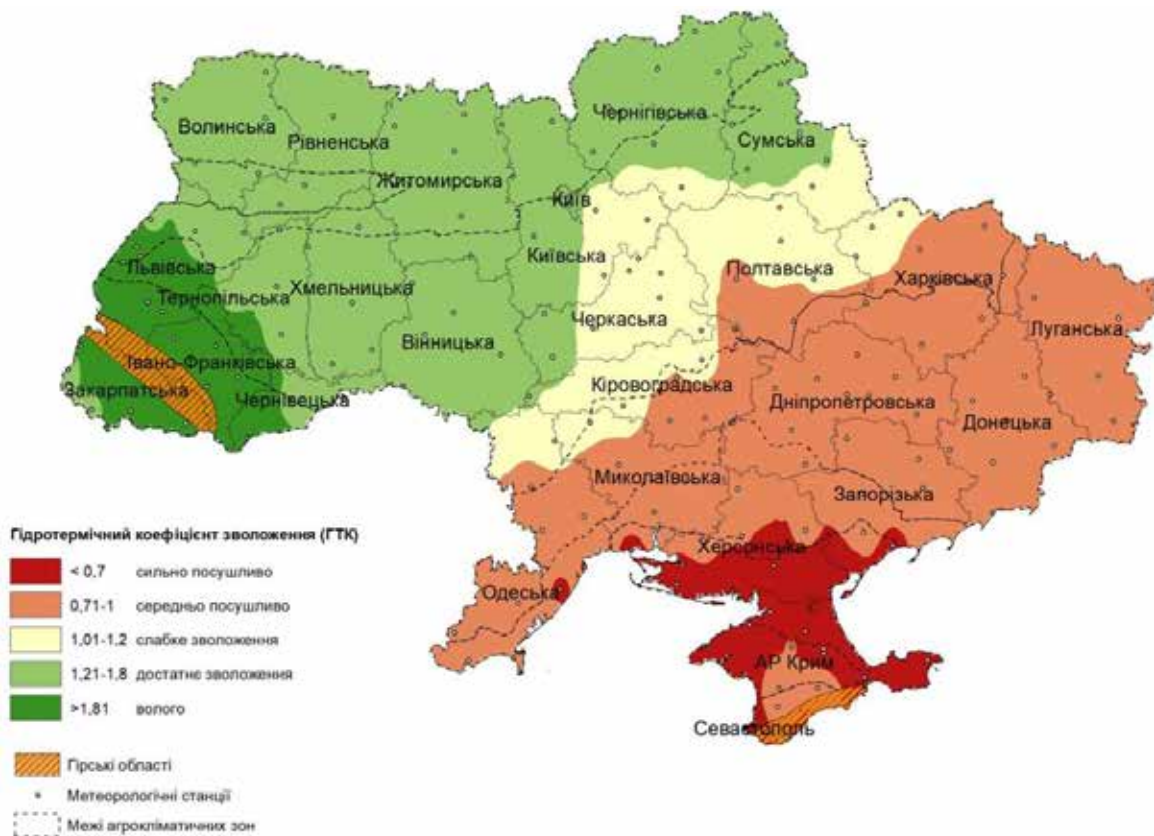 Волинська
Рівненська
Житомирська
Чернігівська
Сумська
Київ
Київська
Львівська
Тернопільська
Хмельницька
Вінницька
Черкаська
Полтавська
Харківська
Луганська
Івано-Франківська
Закарпатська
Чернівецька
Кіровоградська
Дніпропетровська
Донецька
Миколаївська
Запорізька
Херсонська
Одеська
АР Крим
Севастополь
Гідротермічний коефіцієнт зволоження (ГТК)
< 0,7 сильно посушливо
0,71-1 середньо посушливо
1,01-1,2 слабке зволоження
1,21-1,8 достатнє зволоження
>1,81 волого
Гірські області
Метеорологічні станції
Межі агрокліматичних зон